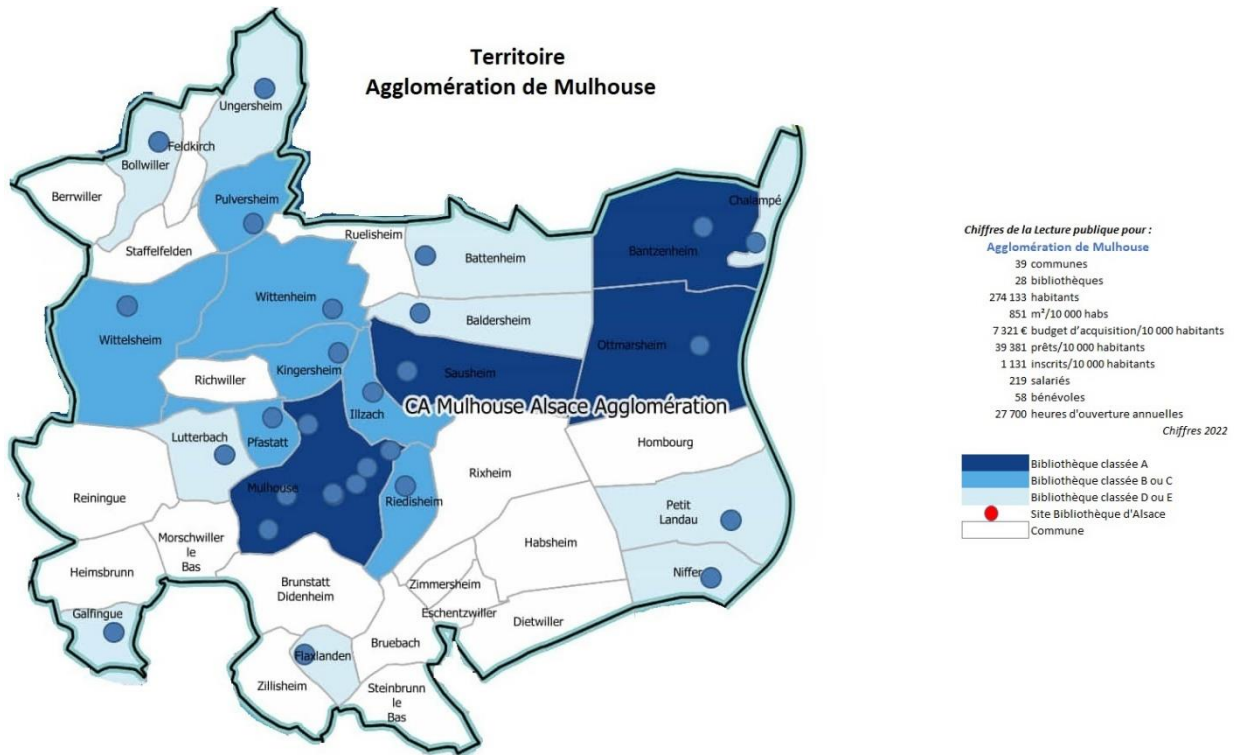 Territoire
Agglomération de Mulhouse
Ungersheim
Feldkirch
Bollwiller
Berrwiller
Pulversheim
Staffelfelden
Ruelisheim
Battenheim
Bantzenheim
Chalampé
Wittelsheim
Wittenheim
Baldersheim
Ottmarsheim
Kingersheim
Richwiller
Sausheim
Illzach
CA Mulhouse Alsace Agglomération
Lutterbach
Pfastatt
Hombourg
Reiningue
Mulhouse
Riedisheim
Rixheim
Petit
Landau
Morschwiller
le
Bas
Habsheim
Heimsbrunn
Brunstatt
Didenheim
Zimmersheim
Niffer
Galfingue
Eschentzwiller
Dietwiller
Flaxlanden
Bruebach
Zillisheim
Steinbrunn
le
Bas
Chiffres de la Lecture publique pour :
Agglomération de Mulhouse
39 communes
28 bibliothèques
274 133 habitants
851 m²/10 000 habs
7 321 € budget d'acquisition/10 000 habitants
39 381 prêts/10 000 habitants
1 131 inscrits/10 000 habitants
219 salariés
58 bénévoles
27 700 heures d'ouverture annuelles
Chiffres 2022
Bibliothèque classée A
Bibliothèque classée B ou C
Bibliothèque classée D ou E
Site Bibliothèque d'Alsace
Commune